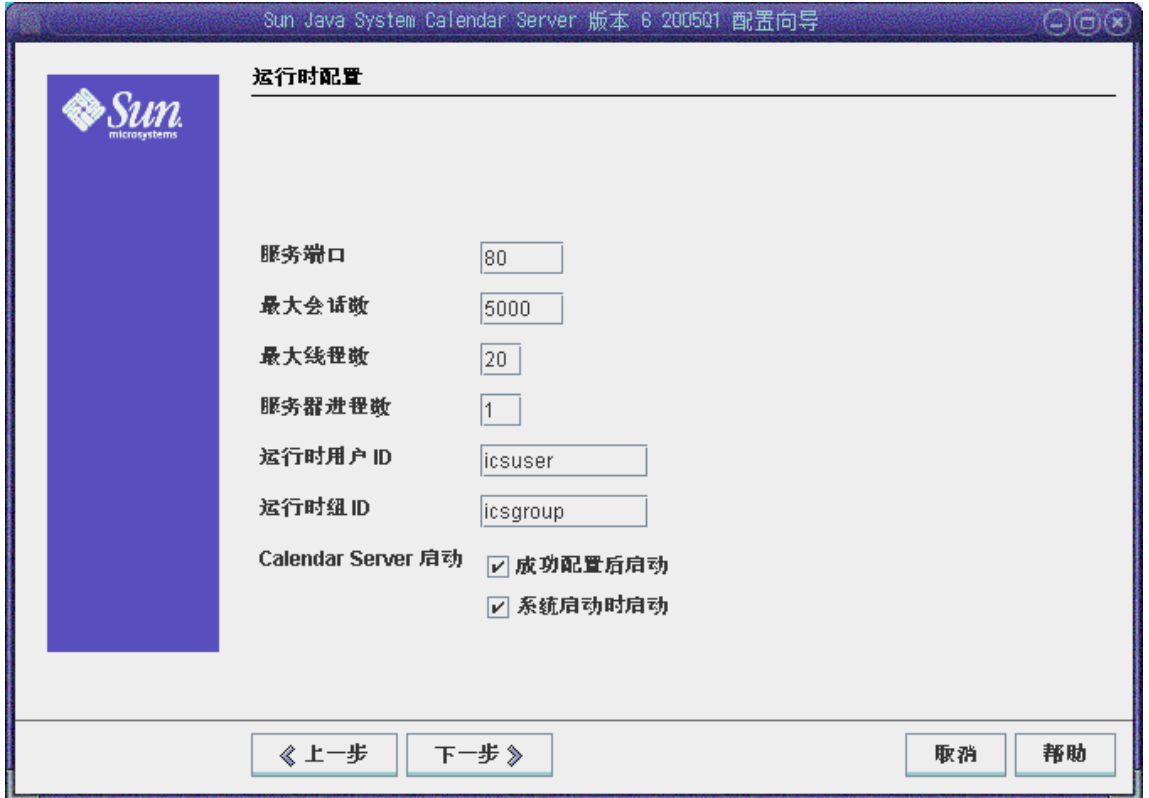 Sun Java System Calendar Server 版本 6 2005Q1 配置向导
运行时配置
Sun
microsystems
服务端口 80
最大会话数 5000
最大线程数 20
服务器进程数 1
运行时用户 ID icsuser
运行时组 ID icsgroup
Calendar Server 启动 成功配置后启动
系统启动时启动
上一步 下一步 取消 帮助